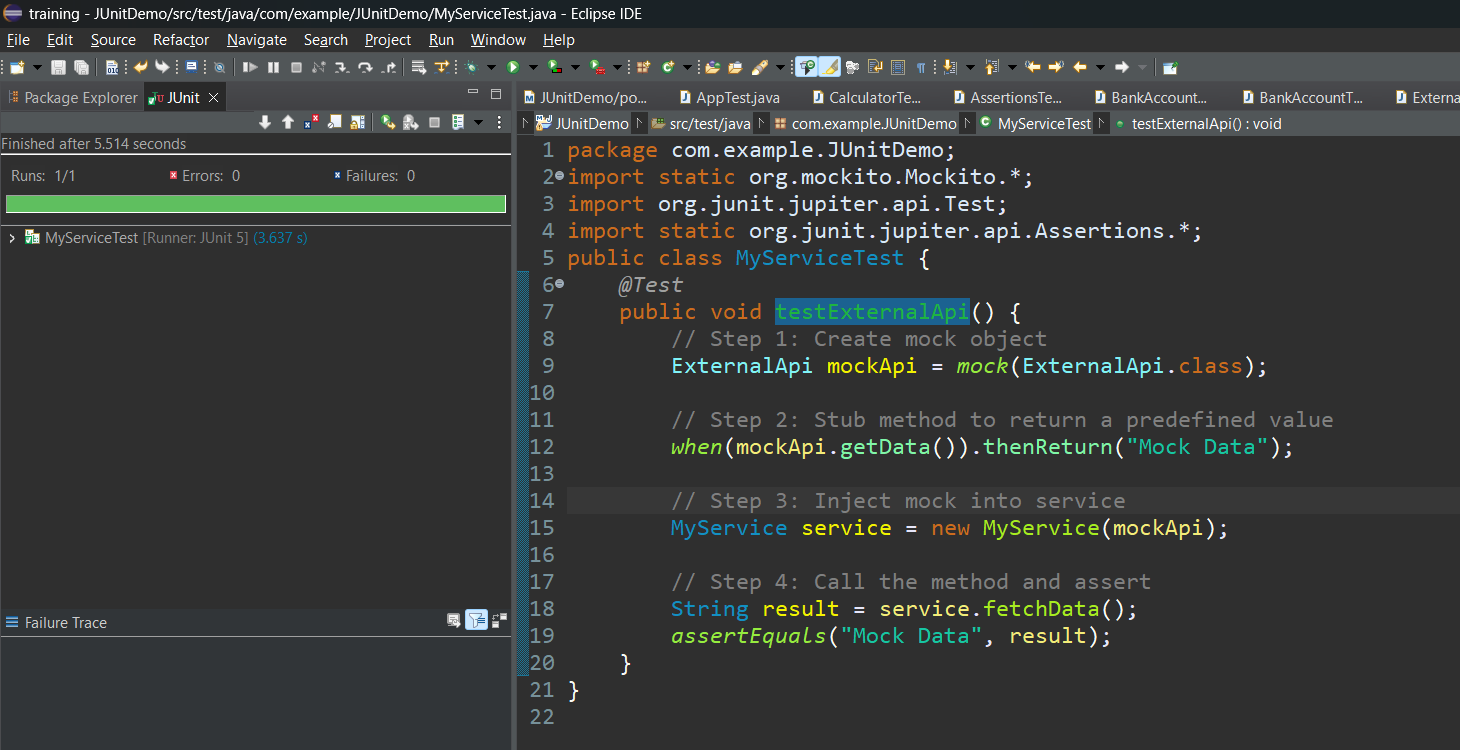 training - JUnitDemo/src/test/java/com/example/JUnitDemo/MyServiceTest.java - Eclipse IDE
File Edit Source Refactor Navigate Search Project Run Window Help
Package Explorer JUnit
Finished after 5.514 seconds
Runs: 1/1 Errors: 0 Failures: 0
MyServiceTest [Runner: JUnit 5] (3.637 s)
Failure Trace
JUnitDemo/po... AppTest.java CalculatorTe... AssertionsTe... BankAccount... BankAccountT... Externa
JUnitDemo src/test/java com.example.JUnitDemo MyServiceTest testExternalApi() : void
1 package com.example.JUnitDemo;
2 import static org.mockito.Mockito.*;
3 import org.junit.jupiter.api.Test;
4 import static org.junit.jupiter.api.Assertions.*;
5 public class MyServiceTest {
6     @Test
7     public void testExternalApi() {
8         // Step 1: Create mock object
9         ExternalApi mockApi = mock(ExternalApi.class);
10
11         // Step 2: Stub method to return a predefined value
12         when(mockApi.getData()).thenReturn("Mock Data");
13
14         // Step 3: Inject mock into service
15         MyService service = new MyService(mockApi);
16
17         // Step 4: Call the method and assert
18         String result = service.fetchData();
19         assertEquals("Mock Data", result);
20     }
21 }
22